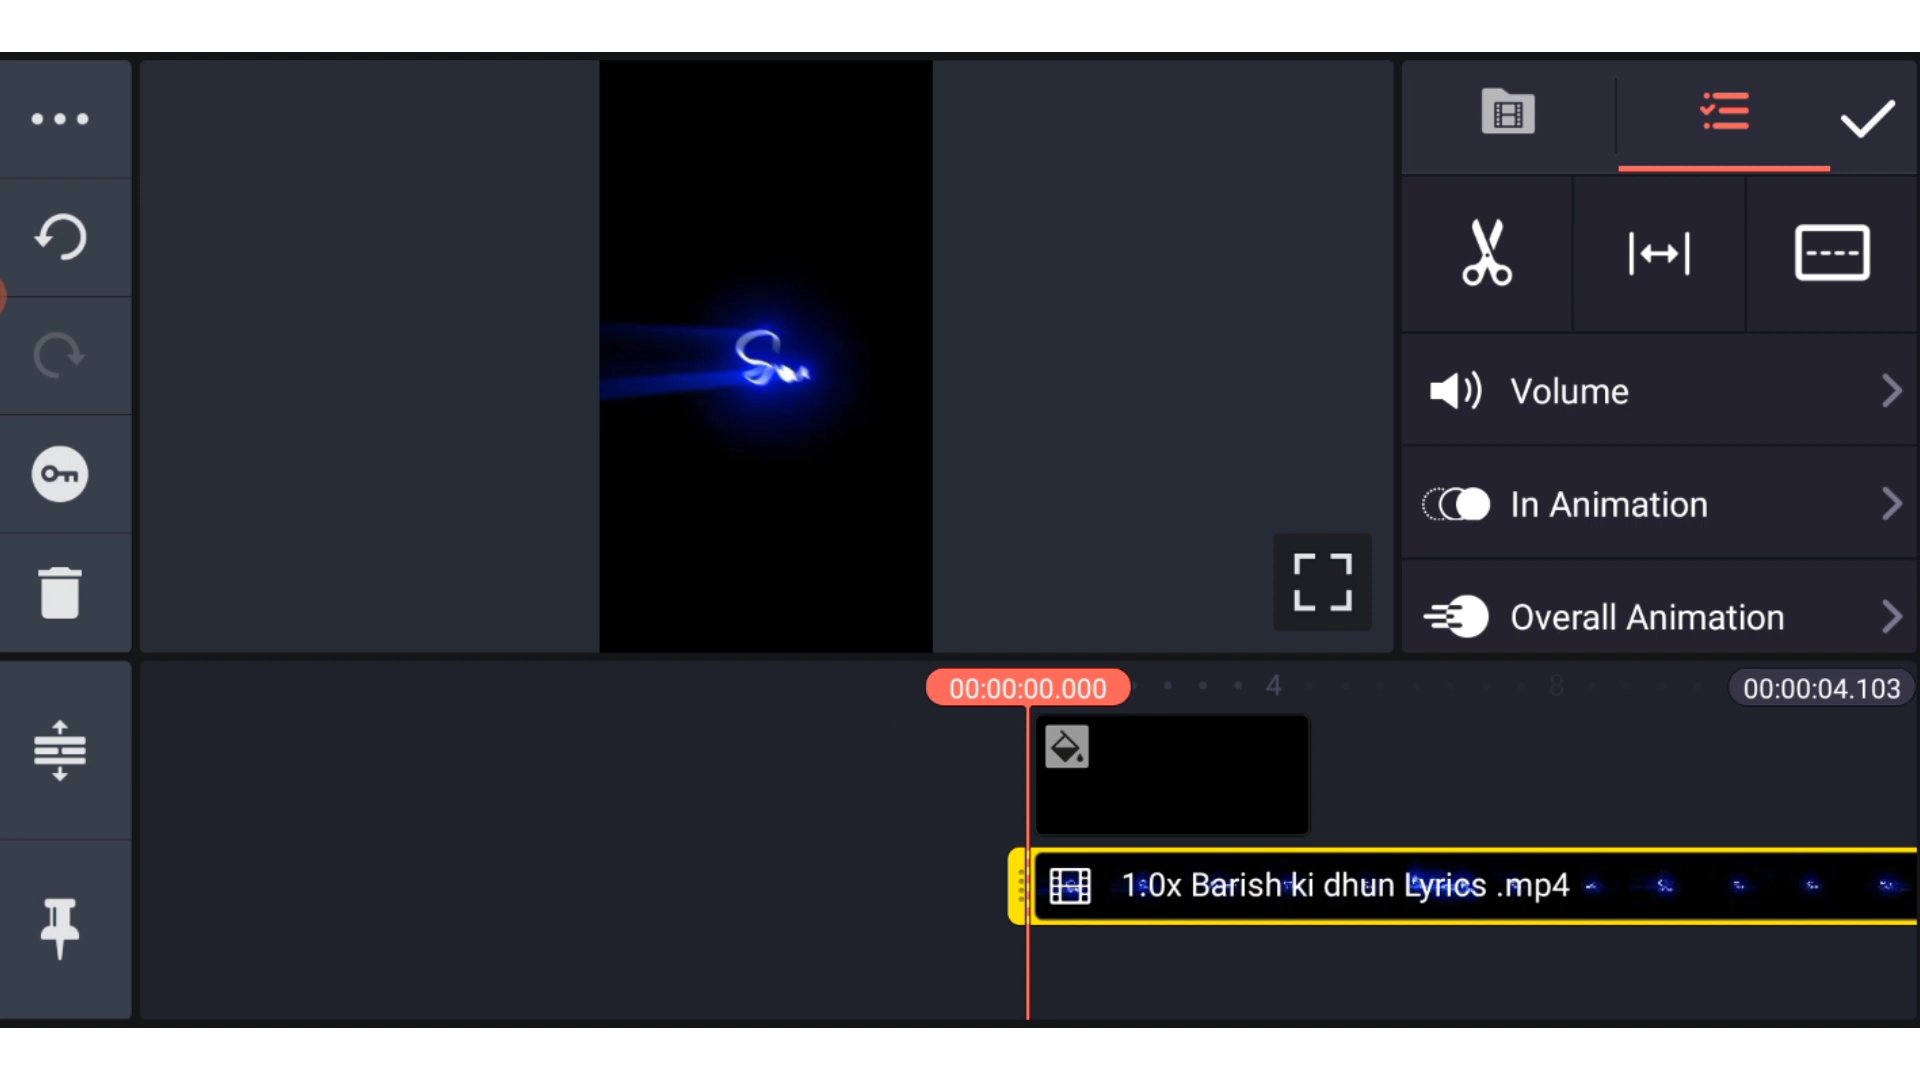 Volume
In Animation
Overall Animation
00:00:00.000
4
8
00:00:04.103
1.0x Barish ki dhun Lyrics .mp4